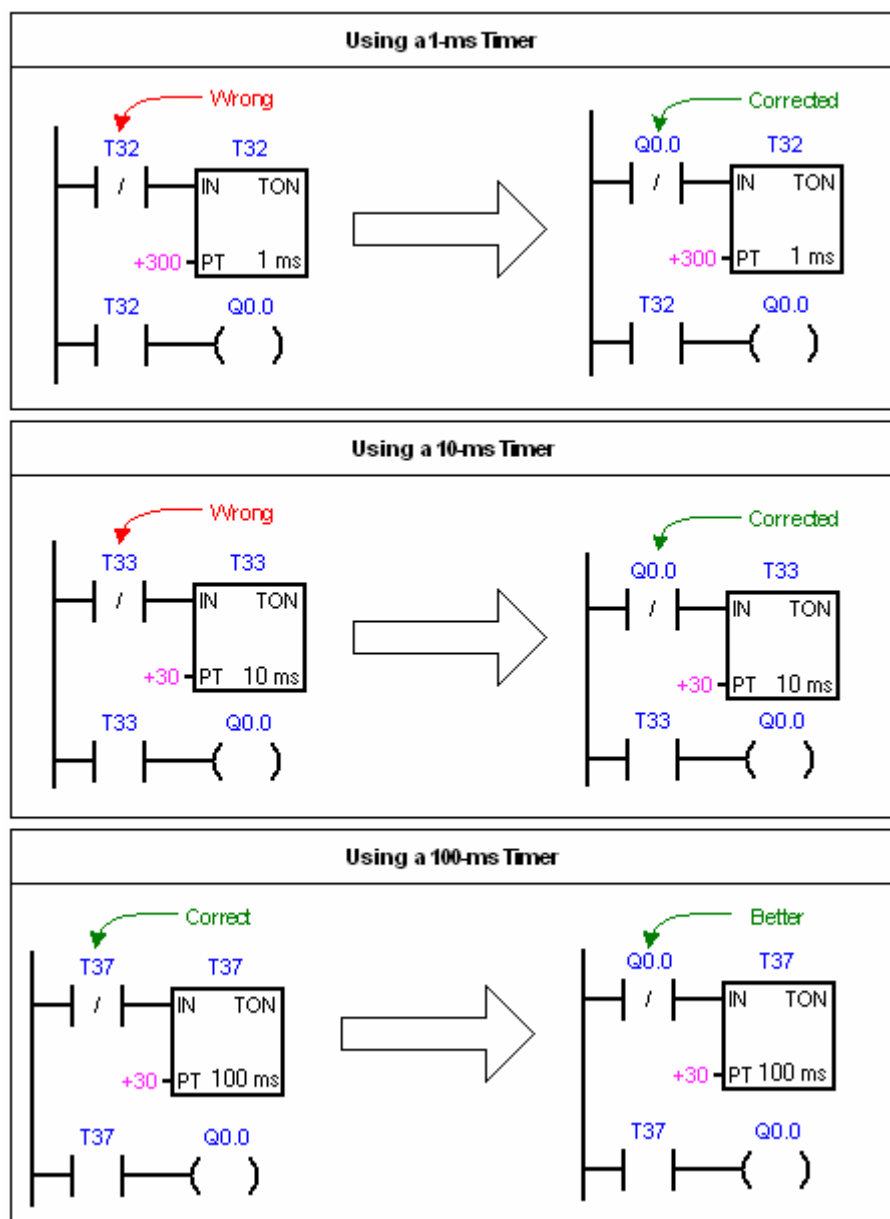 Using a 1-ms Timer
Wrong
Corrected
T32 T32
Q0.0 T32
/ IN TON
/ IN TON
+300 PT 1 ms
+300 PT 1 ms
T32 Q0.0
T32 Q0.0
( )
( )
Using a 10-ms Timer
Wrong
Corrected
T33 T33
Q0.0 T33
/ IN TON
/ IN TON
+30 PT 10 ms
+30 PT 10 ms
T33 Q0.0
T33 Q0.0
( )
( )
Using a 100-ms Timer
Correct
Better
T37 T37
Q0.0 T37
/ IN TON
/ IN TON
+30 PT 100 ms
+30 PT 100 ms
T37 Q0.0
T37 Q0.0
( )
( )